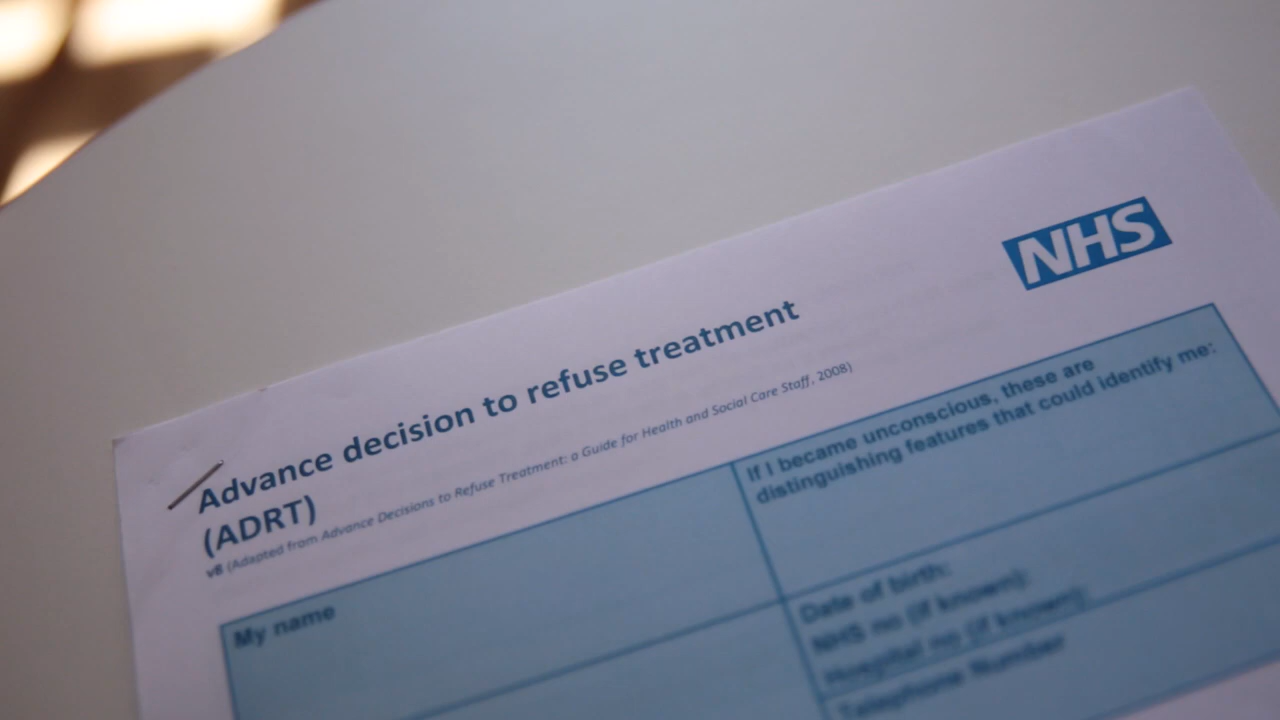 NHS
Advance decision to refuse treatment
(ADRT)
v8 (Adapted from Advance Decisions to Refuse Treatment: a Guide for Health and Social Care Staff, 2008)
My name
If I became unconscious, these are
distinguishing features that could identify me:
Date of birth:
NHS no (if known):
Hospital no (if known):
Telephone Number